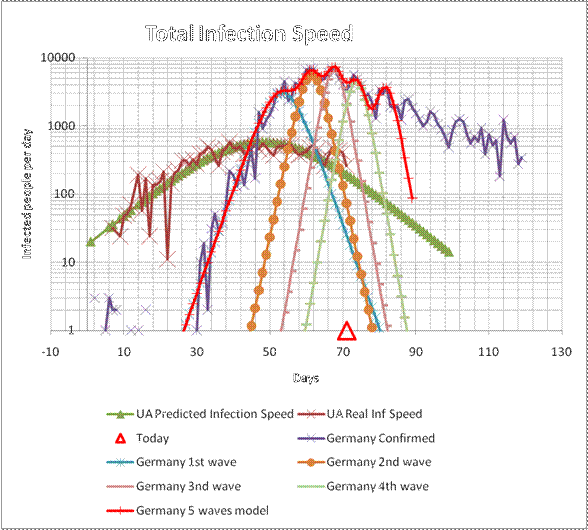 Total Infection Speed
Infected people per day
10000
1000
100
10
1
-10 10 30 50 70 90 110 130
Days
UA Predicted Infection Speed UA Real Inf Speed
Today Germany Confirmed
Germany 1st wave Germany 2nd wave
Germany 3nd wave Germany 4th wave
Germany 5 waves model